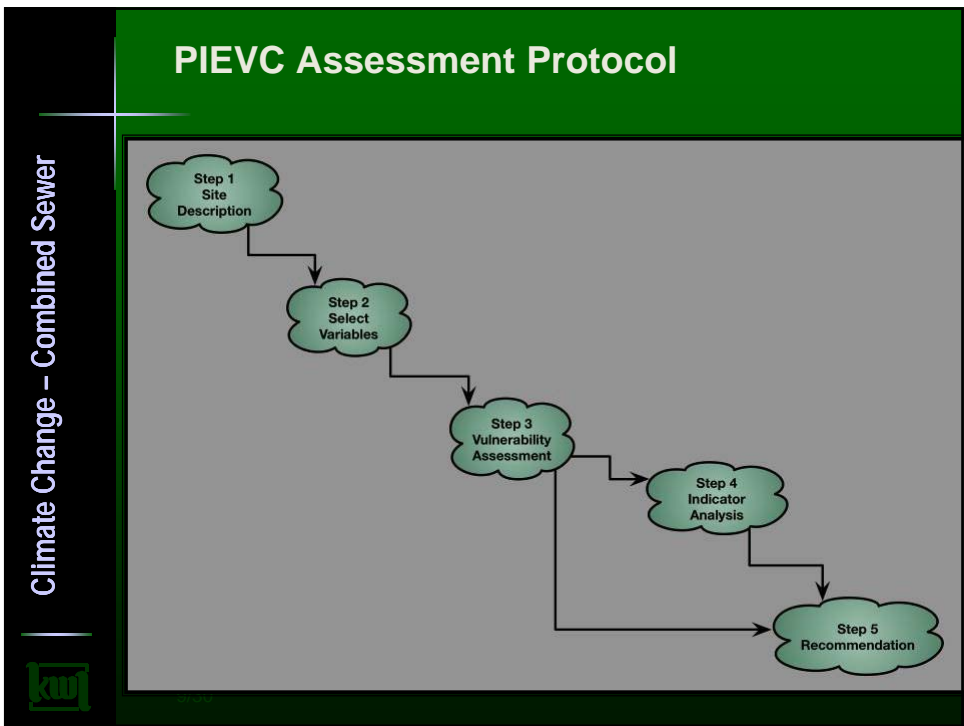 PIEVC Assessment Protocol
Climate Change – Combined Sewer
Step 1
Site
Description
Step 2
Select
Variables
Step 3
Vulnerability
Assessment
Step 4
Indicator
Analysis
Step 5
Recommendation
kwl